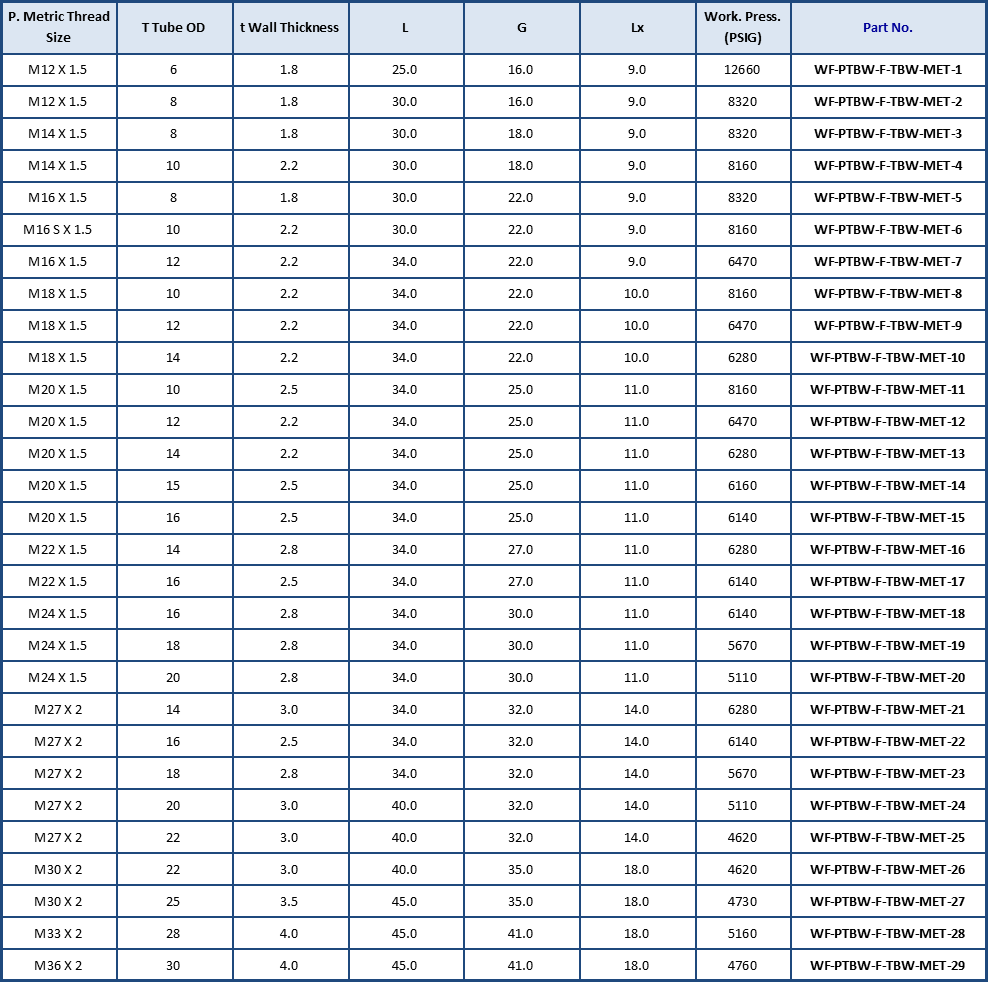 P. Metric Thread Size | T Tube OD | t Wall Thickness | L | G | Lx | Work. Press. (PSIG) | Part No.
M12 X 1.5 | 6 | 1.8 | 25.0 | 16.0 | 9.0 | 12660 | WF-PTBW-F-TBW-MET-1
M12 X 1.5 | 8 | 1.8 | 30.0 | 16.0 | 9.0 | 8320 | WF-PTBW-F-TBW-MET-2
M14 X 1.5 | 8 | 1.8 | 30.0 | 18.0 | 9.0 | 8320 | WF-PTBW-F-TBW-MET-3
M14 X 1.5 | 10 | 2.2 | 30.0 | 18.0 | 9.0 | 8160 | WF-PTBW-F-TBW-MET-4
M16 X 1.5 | 8 | 1.8 | 30.0 | 22.0 | 9.0 | 8320 | WF-PTBW-F-TBW-MET-5
M16 S X 1.5 | 10 | 2.2 | 30.0 | 22.0 | 9.0 | 8160 | WF-PTBW-F-TBW-MET-6
M16 X 1.5 | 12 | 2.2 | 34.0 | 22.0 | 9.0 | 6470 | WF-PTBW-F-TBW-MET-7
M18 X 1.5 | 10 | 2.2 | 34.0 | 22.0 | 10.0 | 8160 | WF-PTBW-F-TBW-MET-8
M18 X 1.5 | 12 | 2.2 | 34.0 | 22.0 | 10.0 | 6470 | WF-PTBW-F-TBW-MET-9
M18 X 1.5 | 14 | 2.2 | 34.0 | 22.0 | 10.0 | 6280 | WF-PTBW-F-TBW-MET-10
M20 X 1.5 | 10 | 2.5 | 34.0 | 25.0 | 11.0 | 8160 | WF-PTBW-F-TBW-MET-11
M20 X 1.5 | 12 | 2.2 | 34.0 | 25.0 | 11.0 | 6470 | WF-PTBW-F-TBW-MET-12
M20 X 1.5 | 14 | 2.2 | 34.0 | 25.0 | 11.0 | 6280 | WF-PTBW-F-TBW-MET-13
M20 X 1.5 | 15 | 2.5 | 34.0 | 25.0 | 11.0 | 6160 | WF-PTBW-F-TBW-MET-14
M20 X 1.5 | 16 | 2.5 | 34.0 | 25.0 | 11.0 | 6140 | WF-PTBW-F-TBW-MET-15
M22 X 1.5 | 14 | 2.8 | 34.0 | 27.0 | 11.0 | 6280 | WF-PTBW-F-TBW-MET-16
M22 X 1.5 | 16 | 2.5 | 34.0 | 27.0 | 11.0 | 6140 | WF-PTBW-F-TBW-MET-17
M24 X 1.5 | 16 | 2.8 | 34.0 | 30.0 | 11.0 | 6140 | WF-PTBW-F-TBW-MET-18
M24 X 1.5 | 18 | 2.8 | 34.0 | 30.0 | 11.0 | 5670 | WF-PTBW-F-TBW-MET-19
M24 X 1.5 | 20 | 2.8 | 34.0 | 30.0 | 11.0 | 5110 | WF-PTBW-F-TBW-MET-20
M27 X 2 | 14 | 3.0 | 34.0 | 32.0 | 14.0 | 6280 | WF-PTBW-F-TBW-MET-21
M27 X 2 | 16 | 2.5 | 34.0 | 32.0 | 14.0 | 6140 | WF-PTBW-F-TBW-MET-22
M27 X 2 | 18 | 2.8 | 34.0 | 32.0 | 14.0 | 5670 | WF-PTBW-F-TBW-MET-23
M27 X 2 | 20 | 3.0 | 40.0 | 32.0 | 14.0 | 5110 | WF-PTBW-F-TBW-MET-24
M27 X 2 | 22 | 3.0 | 40.0 | 32.0 | 14.0 | 4620 | WF-PTBW-F-TBW-MET-25
M30 X 2 | 22 | 3.0 | 40.0 | 35.0 | 18.0 | 4620 | WF-PTBW-F-TBW-MET-26
M30 X 2 | 25 | 3.5 | 45.0 | 35.0 | 18.0 | 4730 | WF-PTBW-F-TBW-MET-27
M33 X 2 | 28 | 4.0 | 45.0 | 41.0 | 18.0 | 5160 | WF-PTBW-F-TBW-MET-28
M36 X 2 | 30 | 4.0 | 45.0 | 41.0 | 18.0 | 4760 | WF-PTBW-F-TBW-MET-29